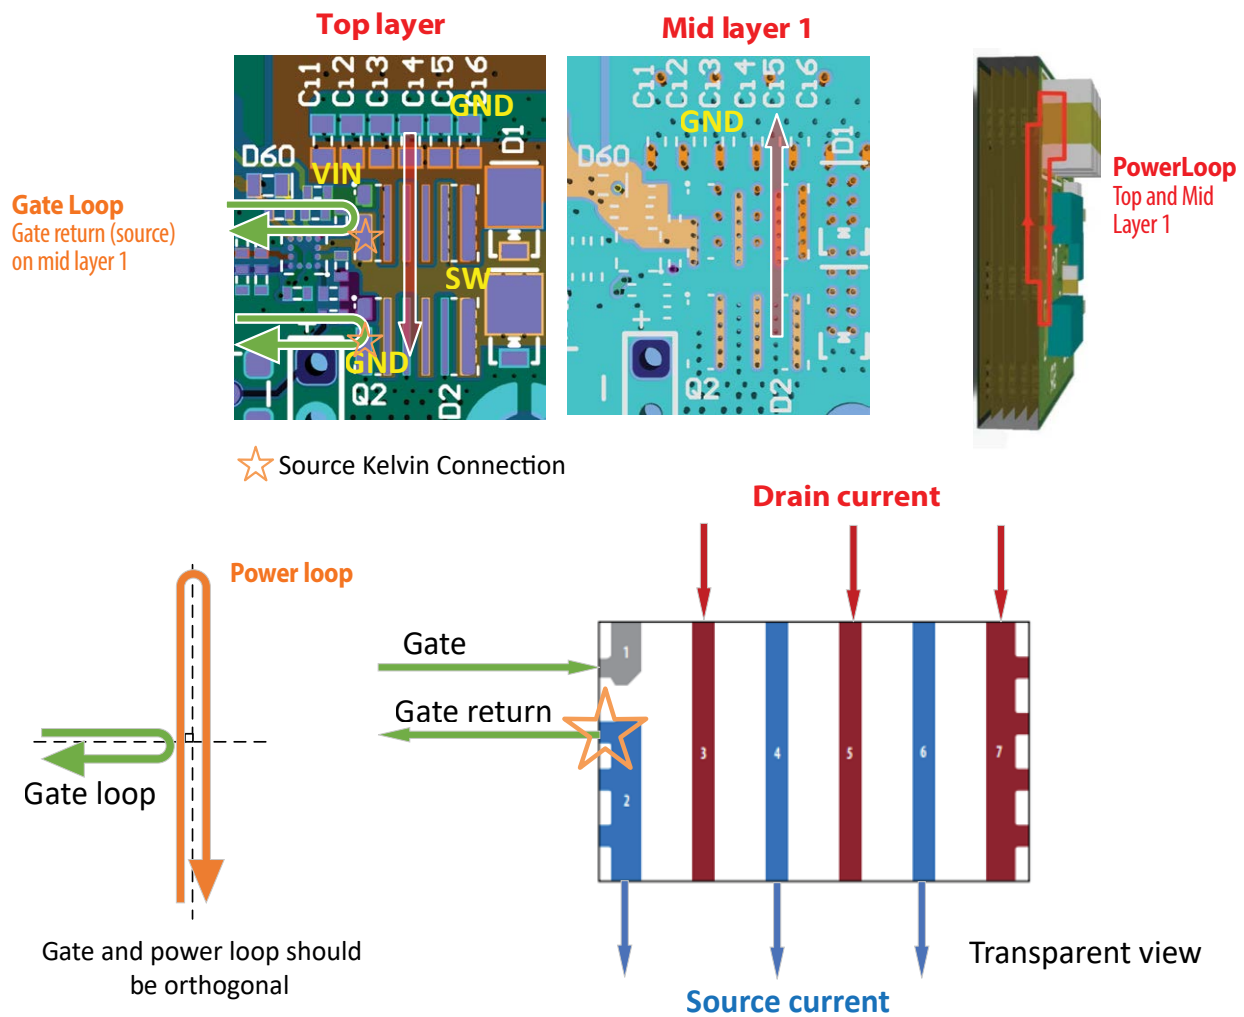 Top layer
Mid layer 1
C11
C12
C13
C14
C15
C16
GND
D60
D1
VIN
SW
GND
+
Q2
D2
C11
C12
C13
C14
C15
C16
GND
D60
D1
+
Q2
D2
PowerLoop
Top and Mid
Layer 1
Gate Loop
Gate return (source)
on mid layer 1
Source Kelvin Connection
Drain current
Power loop
Gate
Gate return
Gate loop
1
2
3
4
5
6
7
Gate and power loop should
be orthogonal
Transparent view
Source current